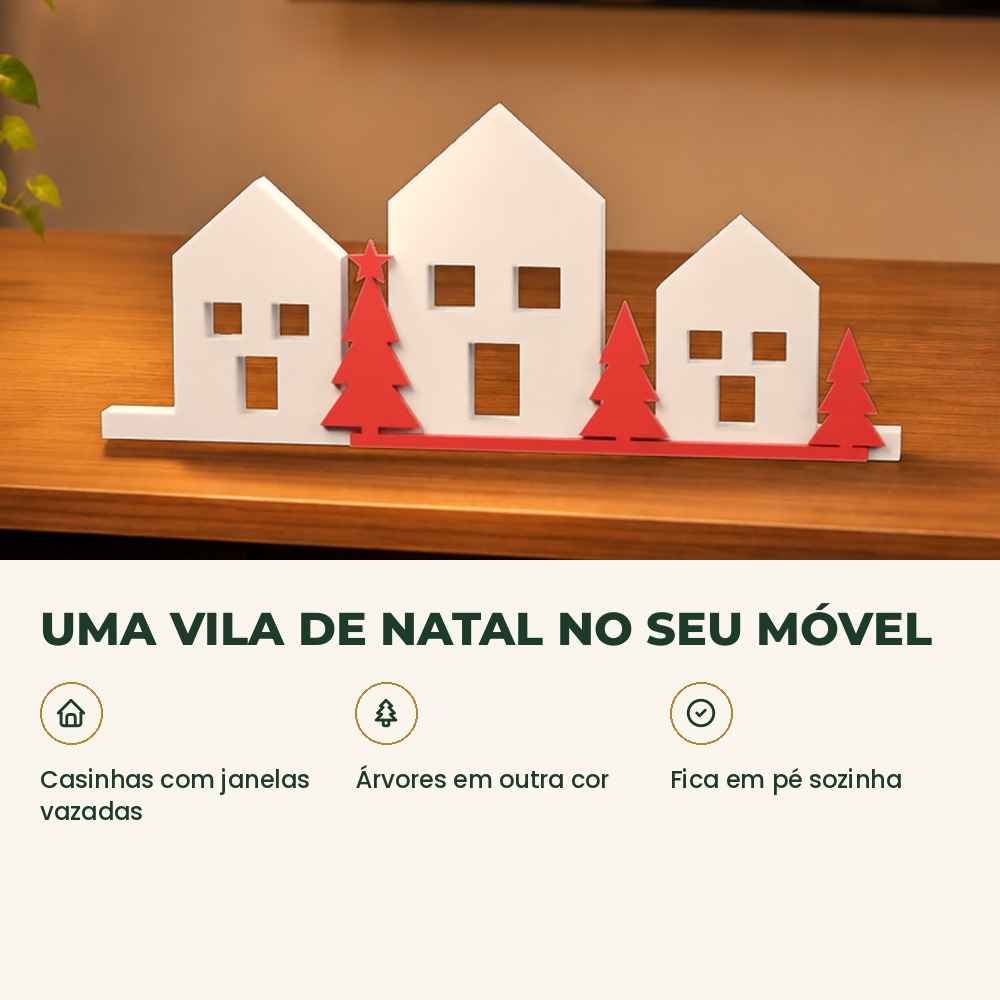 UMA VILA DE NATAL NO SEU MÓVEL
Casinhas com janelas
vazadas
Árvores em outra cor
Fica em pé sozinha